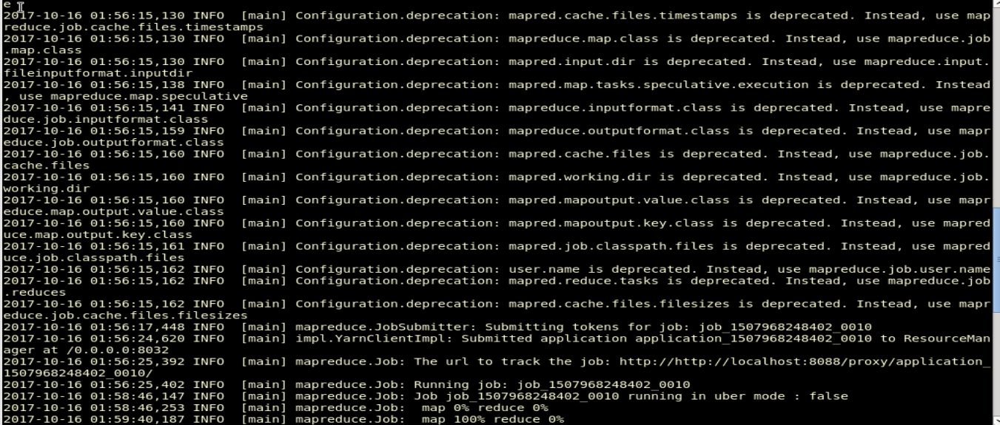 e
2017-10-16 01:56:15,130 INFO  [main] Configuration.deprecation: mapred.cache.files.timestamps is deprecated. Instead, use map
reduce.job.cache.files.timestamps
2017-10-16 01:56:15,130 INFO  [main] Configuration.deprecation: mapreduce.map.class is deprecated. Instead, use mapreduce.job
.map.class
2017-10-16 01:56:15,130 INFO  [main] Configuration.deprecation: mapred.input.dir is deprecated. Instead, use mapreduce.input.
fileinputformat.inputdir
2017-10-16 01:56:15,138 INFO  [main] Configuration.deprecation: mapred.map.tasks.speculative.execution is deprecated. Instead
, use mapreduce.map.speculative
2017-10-16 01:56:15,141 INFO  [main] Configuration.deprecation: mapreduce.inputformat.class is deprecated. Instead, use mapre
duce.job.inputformat.class
2017-10-16 01:56:15,159 INFO  [main] Configuration.deprecation: mapreduce.outputformat.class is deprecated. Instead, use mapr
educe.job.outputformat.class
2017-10-16 01:56:15,160 INFO  [main] Configuration.deprecation: mapred.cache.files is deprecated. Instead, use mapreduce.job.
cache.files
2017-10-16 01:56:15,160 INFO  [main] Configuration.deprecation: mapred.working.dir is deprecated. Instead, use mapreduce.job.
working.dir
2017-10-16 01:56:15,160 INFO  [main] Configuration.deprecation: mapred.mapoutput.value.class is deprecated. Instead, use mapr
educe.map.output.value.class
2017-10-16 01:56:15,160 INFO  [main] Configuration.deprecation: mapred.mapoutput.key.class is deprecated. Instead, use mapred
uce.map.output.key.class
2017-10-16 01:56:15,161 INFO  [main] Configuration.deprecation: mapred.job.classpath.files is deprecated. Instead, use mapred
uce.job.classpath.files
2017-10-16 01:56:15,162 INFO  [main] Configuration.deprecation: user.name is deprecated. Instead, use mapreduce.job.user.name
2017-10-16 01:56:15,162 INFO  [main] Configuration.deprecation: mapred.reduce.tasks is deprecated. Instead, use mapreduce.job
.reduces
2017-10-16 01:56:15,162 INFO  [main] Configuration.deprecation: mapred.cache.files.filesizes is deprecated. Instead, use mapr
educe.job.cache.files.filesizes
2017-10-16 01:56:17,448 INFO  [main] mapreduce.JobSubmitter: Submitting tokens for job: job_1507968248402_0010
2017-10-16 01:56:24,620 INFO  [main] impl.YarnClientImpl: Submitted application application_1507968248402_0010 to ResourceMan
ager at /0.0.0.0:8032
2017-10-16 01:56:25,392 INFO  [main] mapreduce.Job: The url to track the job: http://http://localhost:8088/proxy/application_
1507968248402_0010/
2017-10-16 01:56:25,402 INFO  [main] mapreduce.Job: Running job: job_1507968248402_0010
2017-10-16 01:58:46,147 INFO  [main] mapreduce.Job: Job job_1507968248402_0010 running in uber mode : false
2017-10-16 01:58:46,253 INFO  [main] mapreduce.Job:  map 0% reduce 0%
2017-10-16 01:59:40,187 INFO  [main] mapreduce.Job:  map 100% reduce 0%